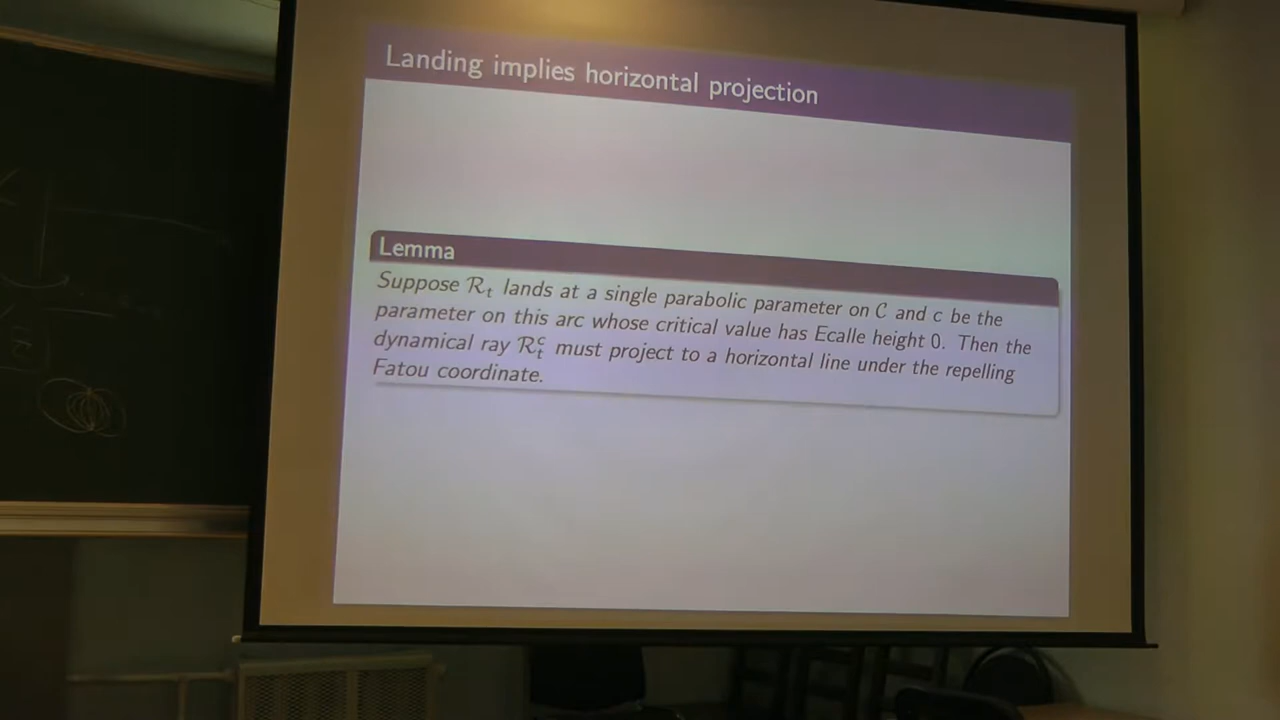 Landing implies horizontal projection
Lemma
Suppose ℛₜ lands at a single parabolic parameter on 𝒞 and c be the
parameter on this arc whose critical value has Ecalle height 0. Then the
dynamical ray ℛₜᶜ must project to a horizontal line under the repelling
Fatou coordinate.